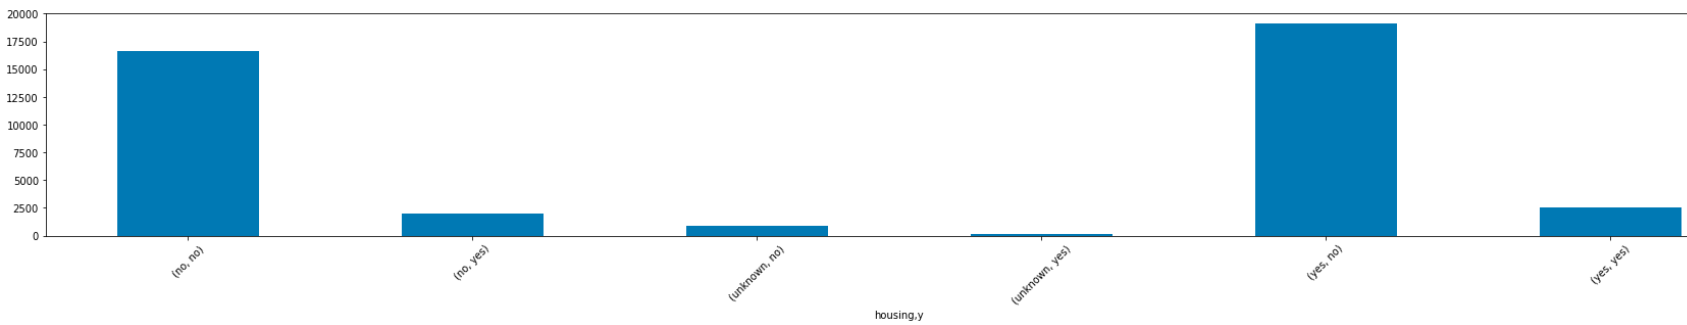 20000
17500
15000
12500
10000
7500
5000
2500
0
(no, no)
(no, yes)
(unknown, no)
(unknown, yes)
(yes, no)
(yes, yes)
housing,y